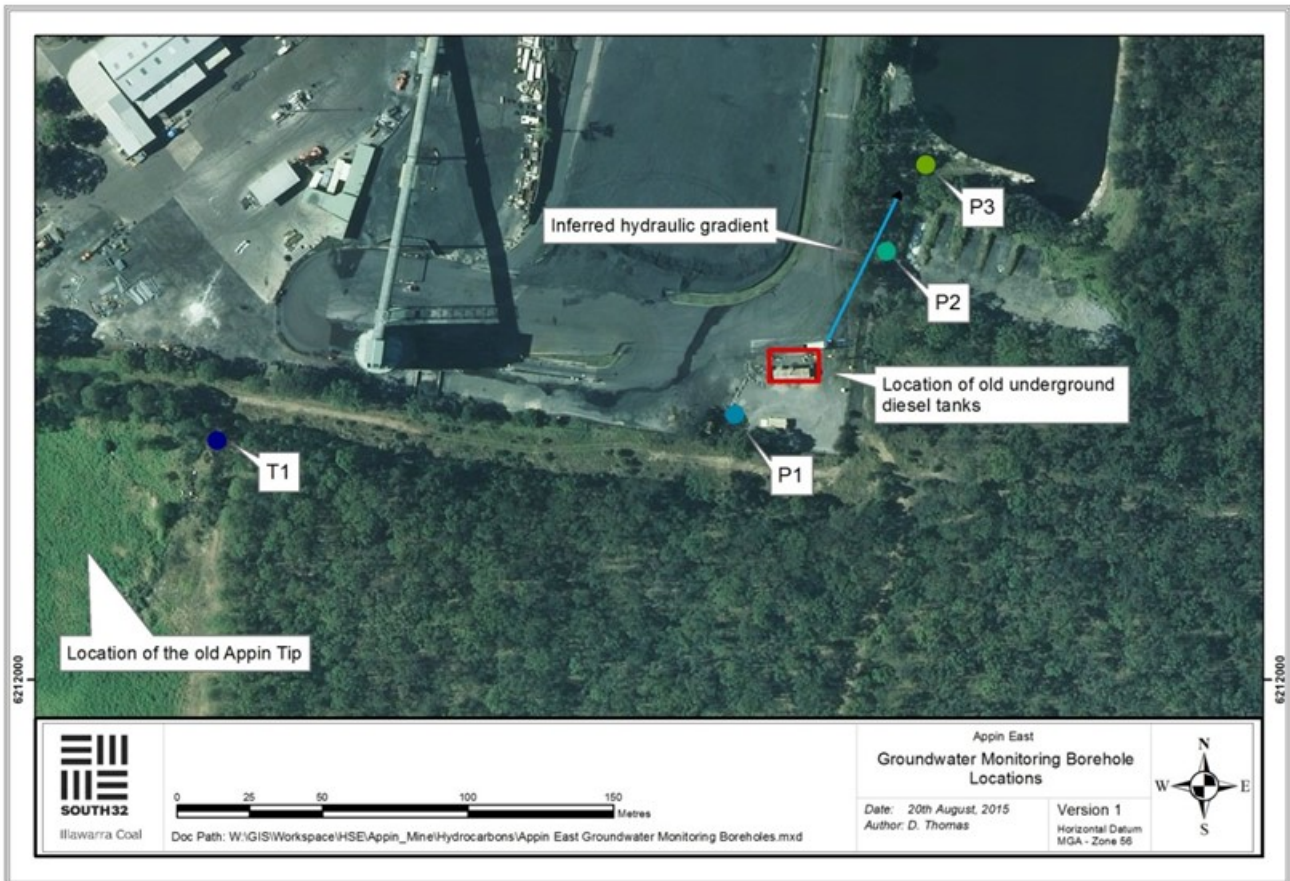 Inferred hydraulic gradient
P3
P2
Location of old underground
diesel tanks
T1
P1
Location of the old Appin Tip
6212000
6212000
SOUTH32
Illawarra Coal
0 25 50 100 150
Metres
Doc Path: W:\GIS\Workspace\HSE\Appin_Mine\Hydrocarbons\Appin East Groundwater Monitoring Boreholes.mxd
Appin East
Groundwater Monitoring Borehole
Locations
Date: 20th August, 2015
Author: D. Thomas
Version 1
Horizontal Datum
MGA - Zone 56
N
W E
S